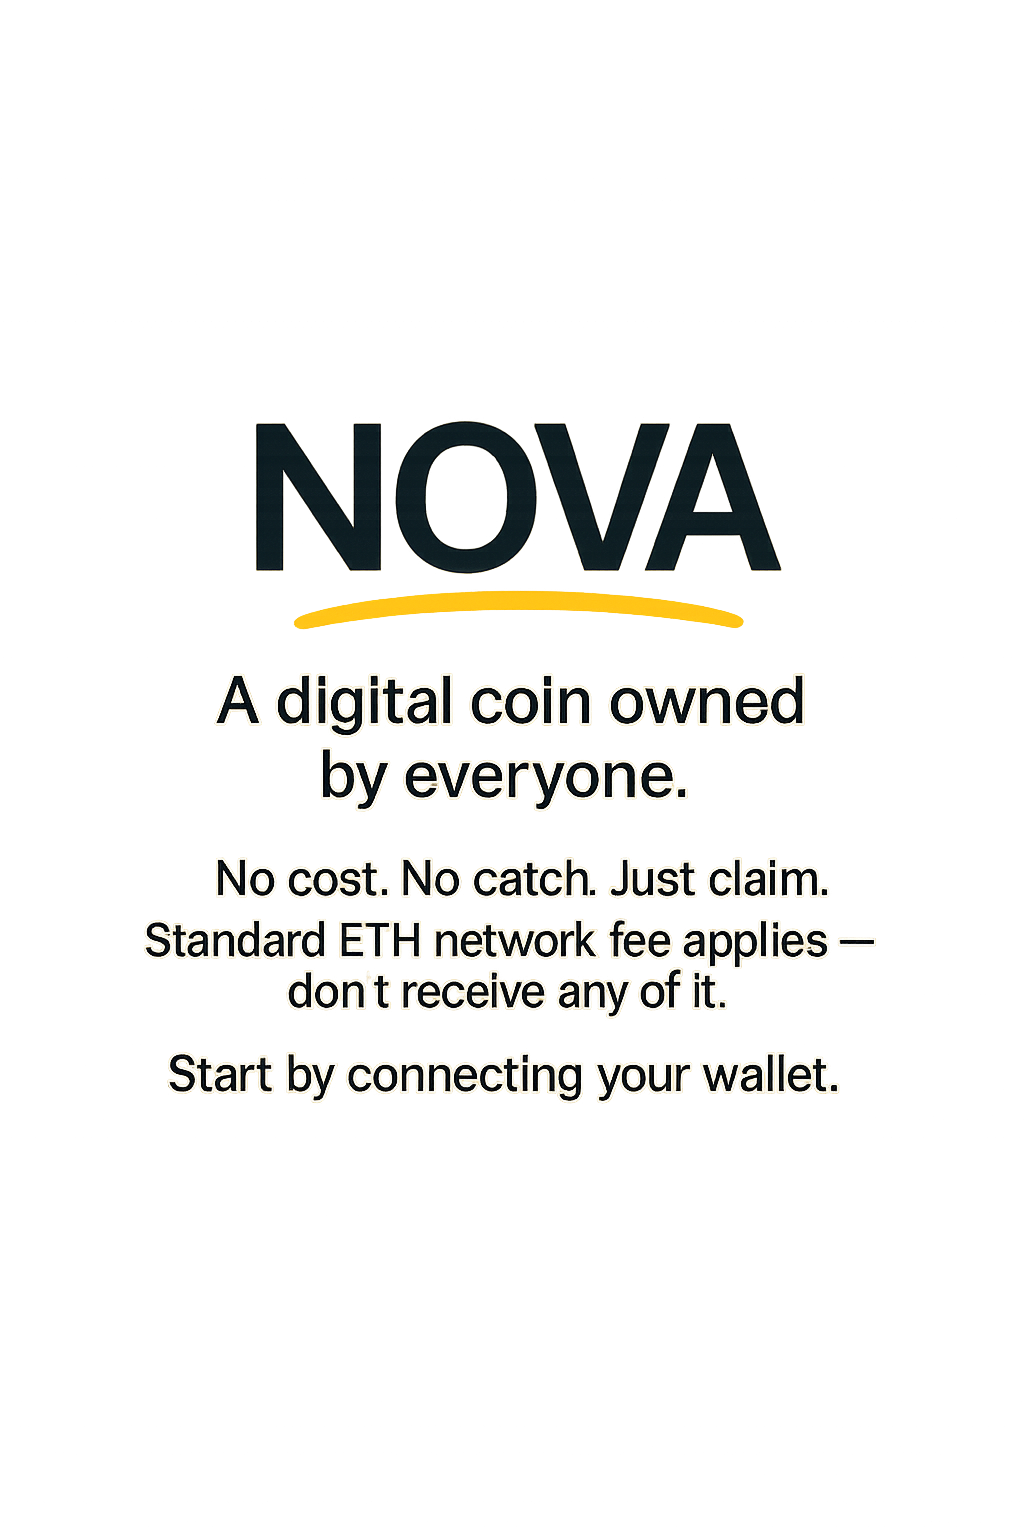 NOVA
A digital coin owned
by everyone.
No cost. No catch. Just claim.
Standard ETH network fee applies —
don't receive any of it.
Start by connecting your wallet.